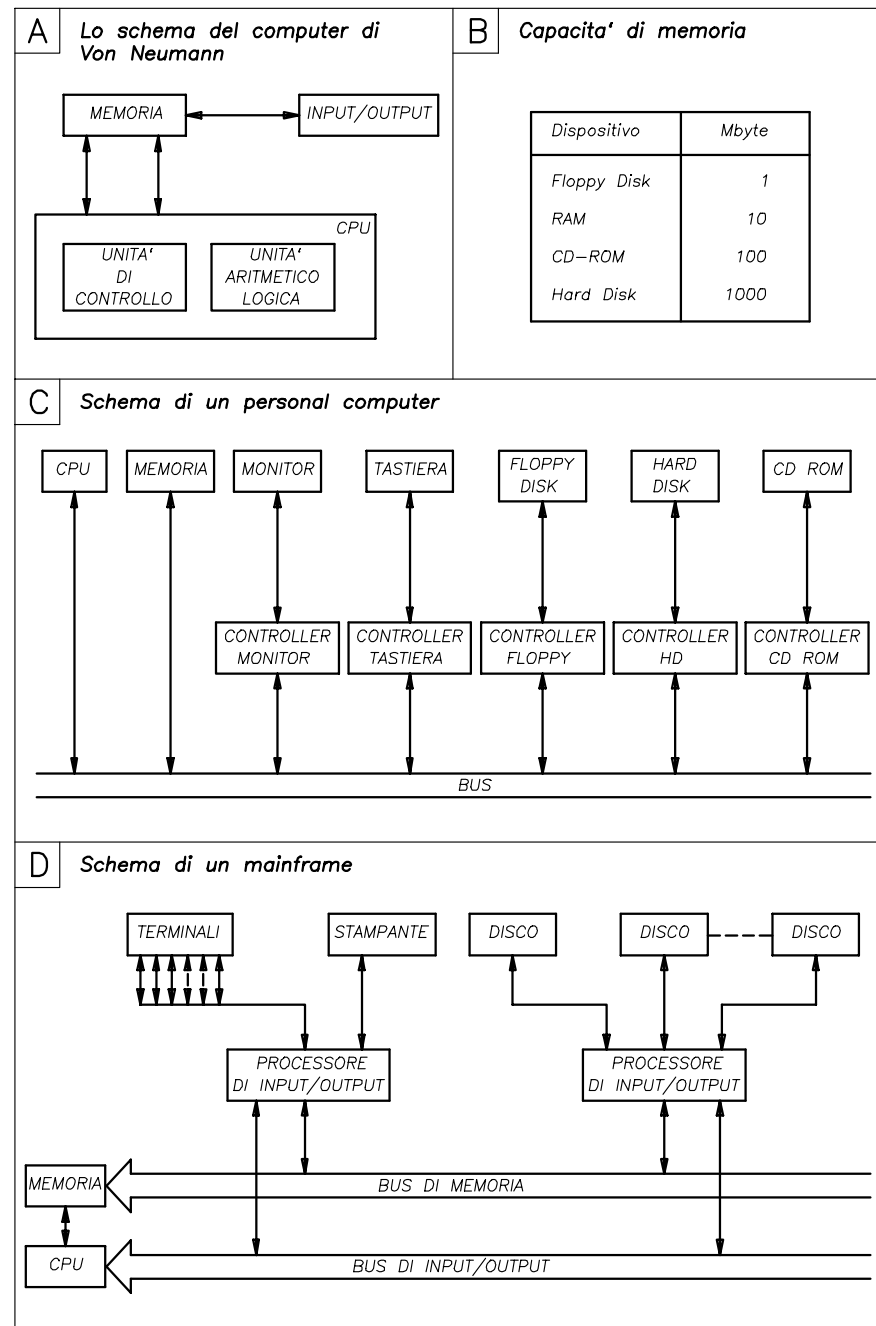 A
Lo schema del computer di
Von Neumann
MEMORIA
INPUT/OUTPUT
CPU
UNITA'
DI
CONTROLLO
UNITA'
ARITMETICO
LOGICA
B
Capacita' di memoria
Dispositivo Mbyte
Floppy Disk 1
RAM 10
CD-ROM 100
Hard Disk 1000
C
Schema di un personal computer
CPU
MEMORIA
MONITOR
TASTIERA
FLOPPY
DISK
HARD
DISK
CD ROM
CONTROLLER
MONITOR
CONTROLLER
TASTIERA
CONTROLLER
FLOPPY
CONTROLLER
HD
CONTROLLER
CD ROM
BUS
D
Schema di un mainframe
TERMINALI
STAMPANTE
DISCO
DISCO
DISCO
PROCESSORE
DI INPUT/OUTPUT
PROCESSORE
DI INPUT/OUTPUT
MEMORIA
BUS DI MEMORIA
CPU
BUS DI INPUT/OUTPUT